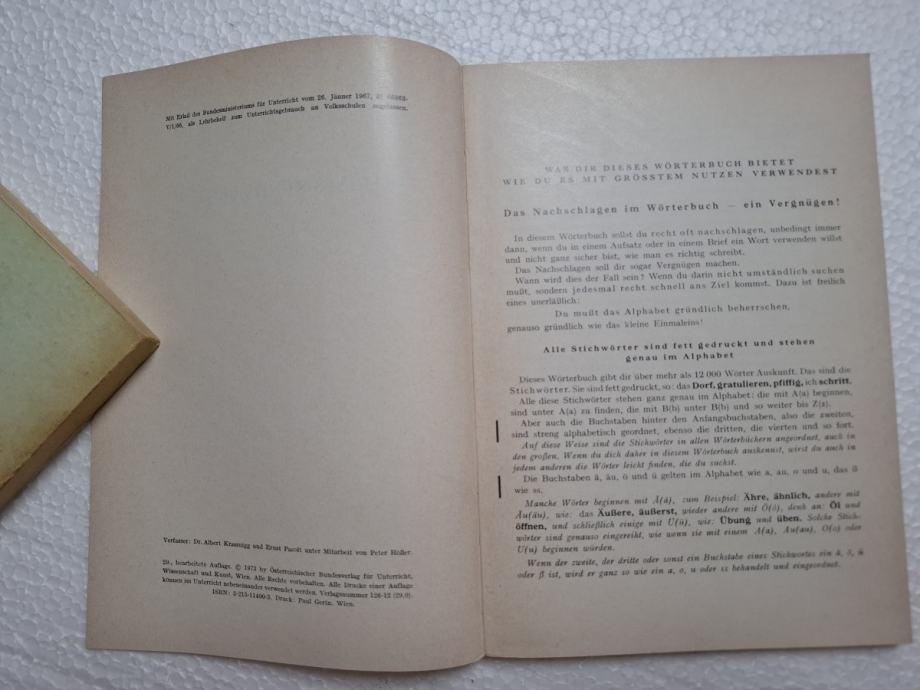 Mit Erlaß des Bundesministeriums für Unterricht vom 26. Jänner 1967,
V/1/66, als Lehrbehelf zum Unterrichtsgebrauch an Volksschulen zugelassen.
Verfasser: Dr. Albert Krassnigg und Ernst Pacolt unter Mitarbeit von Peter Höller.
29., bearbeitete Auflage. © 1973 by Österreichischer Bundesverlag für Unterricht,
Wissenschaft und Kunst, Wien. Alle Rechte vorbehalten. Alle Drucke einer Auflage
können im Unterricht nebeneinander verwendet werden. Verlagsnummer 126-12 (29,0).
ISBN: 3-215-11400-3. Druck: Paul Gerin, Wien.
WAS DIR DIESES WÖRTERBUCH BIETET
WIE DU ES MIT GRÖSSTEM NUTZEN VERWENDEST
Das Nachschlagen im Wörterbuch – ein Vergnügen!
In diesem Wörterbuch sollst du recht oft nachschlagen, unbedingt immer
dann, wenn du in einem Aufsatz oder in einem Brief ein Wort verwenden willst
und nicht ganz sicher bist, wie man es richtig schreibt.
Das Nachschlagen soll dir sogar Vergnügen machen.
Wann wird dies der Fall sein? Wenn du darin nicht umständlich suchen
mußt, sondern jedesmal recht schnell ans Ziel kommst. Dazu ist freilich
eines unerläßlich:
Du mußt das Alphabet gründlich beherrschen,
genauso gründlich wie das kleine Einmaleins!
Alle Stichwörter sind fett gedruckt und stehen
genau im Alphabet
Dieses Wörterbuch gibt dir über mehr als 12 000 Wörter Auskunft. Das sind die
Stichwörter. Sie sind fett gedruckt, so: das Dorf, gratulieren, pfiffig, ich schritt.
Alle diese Stichwörter stehen ganz genau im Alphabet: die mit A(a) beginnen,
sind unter A(a) zu finden, die mit B(b) unter B(b) und so weiter bis Z(z).
Aber auch die Buchstaben hinter den Anfangsbuchstaben, also die zweiten,
sind streng alphabetisch geordnet, ebenso die dritten, die vierten und so fort.
Auf diese Weise sind die Stichwörter in allen Wörterbüchern angeordnet, auch in
den großen. Wenn du dich daher in diesem Wörterbuch auskennst, wirst du auch in
jedem anderen die Wörter leicht finden, die du suchst.
Die Buchstaben ä, äu, ö und ü gelten im Alphabet wie a, au, o und u, das ß
wie ss.
Manche Wörter beginnen mit Ä(ä), zum Beispiel: Ähre, ähnlich, andere mit
Äu(äu), wie: das Äußere, äußerst, wieder andere mit Ö(ö), denk an: Öl und
öffnen, und schließlich einige mit Ü(ü), wie: Übung und üben. Solche Stich-
wörter sind genauso eingereiht, wie wenn sie mit einem A(a), Au(au), O(o) oder
U(u) beginnen würden.
Wenn der zweite, der dritte oder sonst ein Buchstabe eines Stichwortes ein ä, ö, ü
oder ß ist, wird er ganz so wie ein a, o, u oder ss behandelt und eingeordnet.